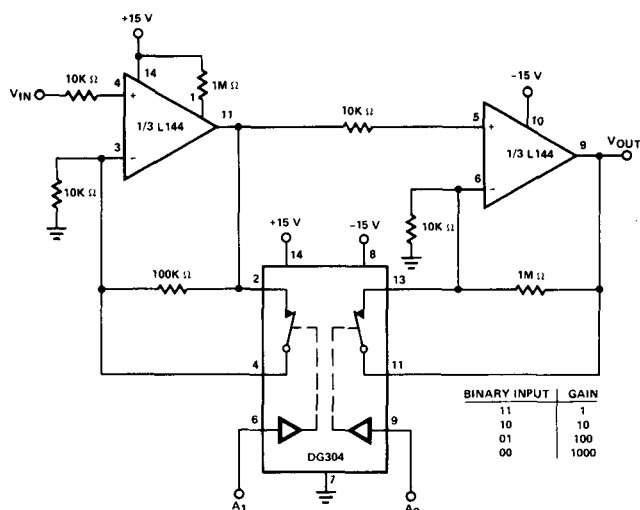 +15 V
14
1M Ω
1
10K Ω
V_IN
4
+
11
1/3 L144
3
−
10K Ω
10K Ω
-15 V
10
5
+
9
V_OUT
1/3 L144
6
−
10K Ω
+15 V
-15 V
14
8
100K Ω
2
13
1M Ω
4
11
BINARY INPUT GAIN
11 1
10 10
01 100
00 1000
6
9
DG304
7
A1